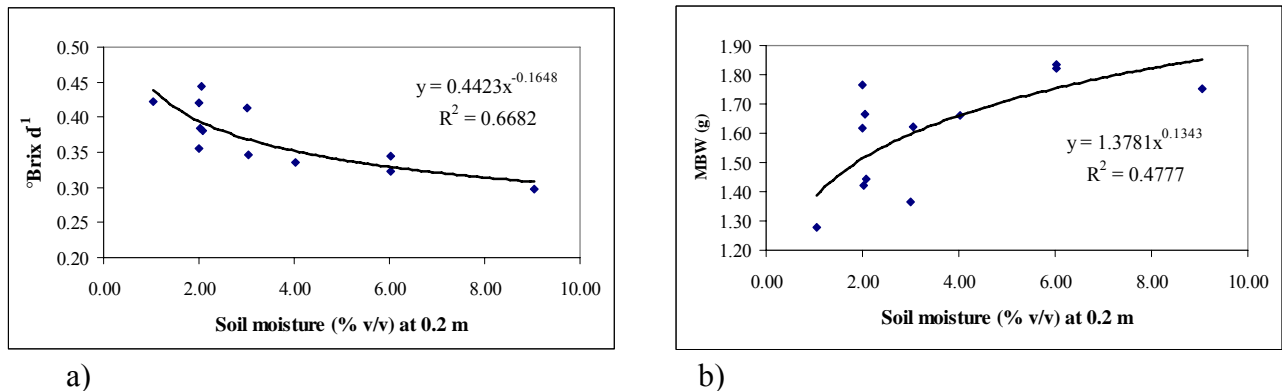 0.50
0.45
0.40
0.35
0.30
0.25
0.20
°Brix d⁻¹
y = 0.4423x^-0.1648
R² = 0.6682
0.00 2.00 4.00 6.00 8.00 10.00
Soil moisture (% v/v) at 0.2 m
a)
1.90
1.80
1.70
1.60
1.50
1.40
1.30
1.20
MBW (g)
y = 1.3781x^0.1343
R² = 0.4777
0.00 2.00 4.00 6.00 8.00 10.00
Soil moisture (% v/v) at 0.2 m
b)